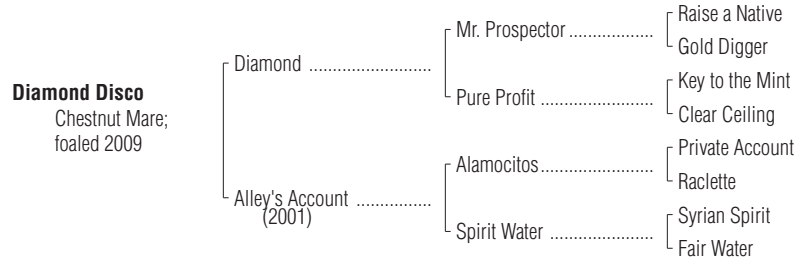 Diamond Disco
Chestnut Mare;
foaled 2009
Diamond ........................
Alley's Account ...............
(2001)
Mr. Prospector .................
Pure Profit ......................
Alamocitos.......................
Spirit Water .....................
Raise a Native
Gold Digger
Key to the Mint
Clear Ceiling
Private Account
Raclette
Syrian Spirit
Fair Water